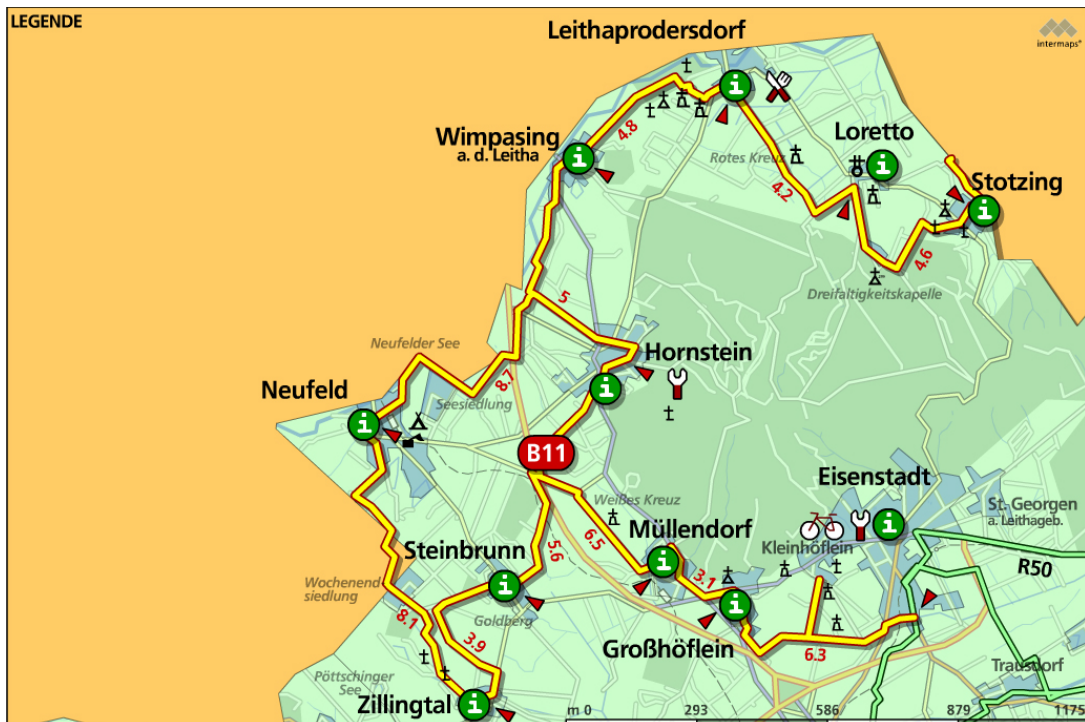 LEGENDE
intermaps®
Leithaprodersdorf
4.8
Wimpasing
a. d. Leitha
Loretto
Rotes Kreuz
4.2
Stotzing
4.6
Dreifaltigkeitskapelle
5
Neufelder See
Hornstein
8.7
Neufeld
Seesiedlung
B11
Eisenstadt
Weißes Kreuz
St. Georgen
a. Leithageb.
Müllendorf
Kleinhöflein
6.5
5.6
Steinbrunn
R50
3.1
Wochenend
siedlung
8.1
Goldberg
3.9
Großhöflein
6.3
Trausdorf
Pöttschinger
See
Zillingtal
m 0 293 586 879 1175